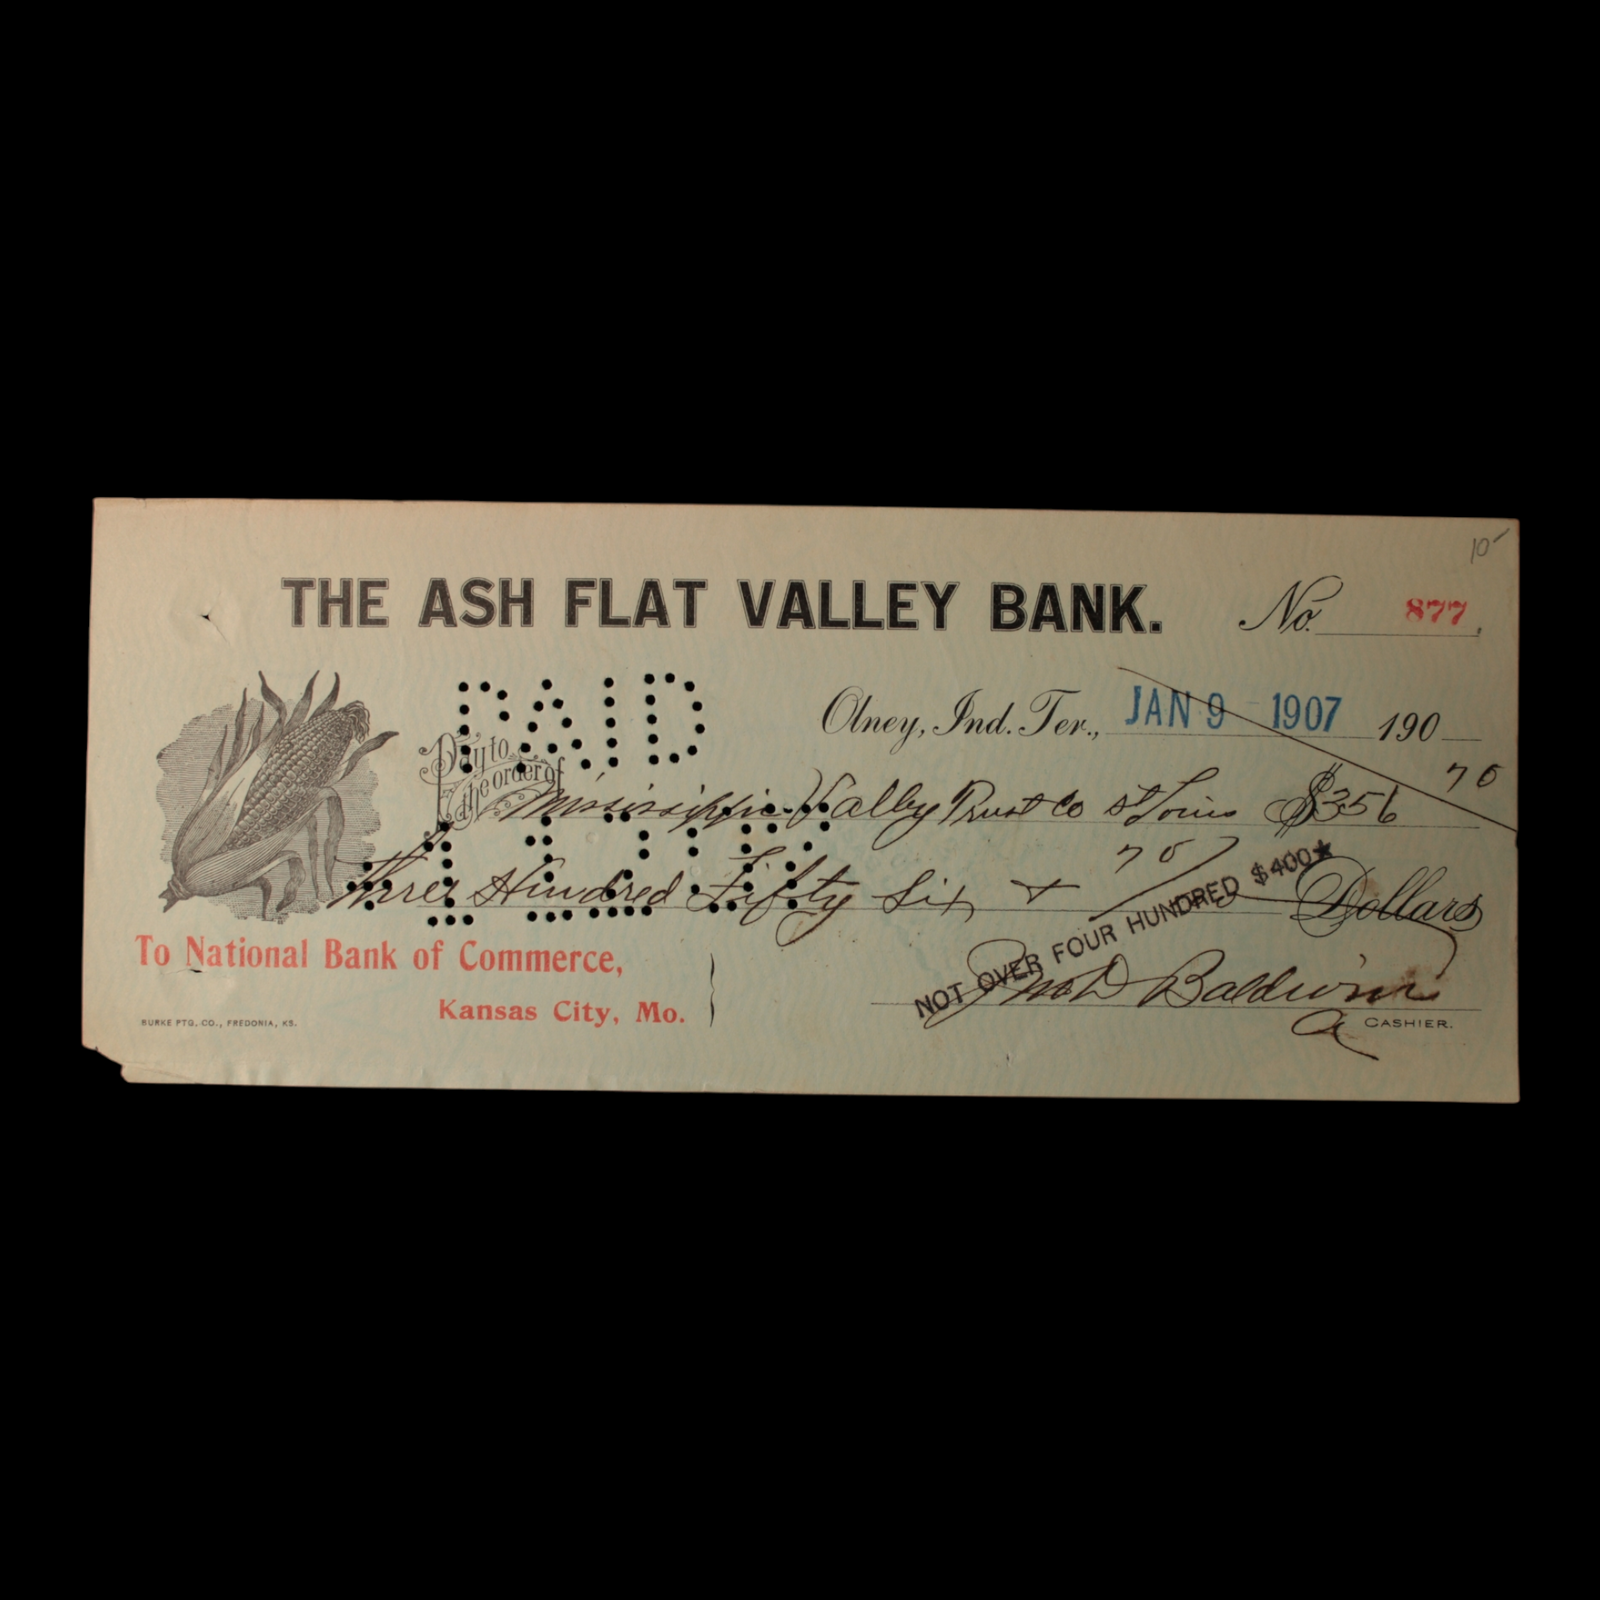 10-
THE ASH FLAT VALLEY BANK.
No. 877
PAID
Olney, Ind. Ter., JAN 9 1907 190
Pay to the order of Mississippi Valley Trust Co St Louis $356 70
Three Hundred Fifty Six + 70/ Dollars
NOT OVER FOUR HUNDRED $400★
To National Bank of Commerce,
Kansas City, Mo.
Baldwin
CASHIER.
BURKE PTG. CO., FREDONIA, KS.